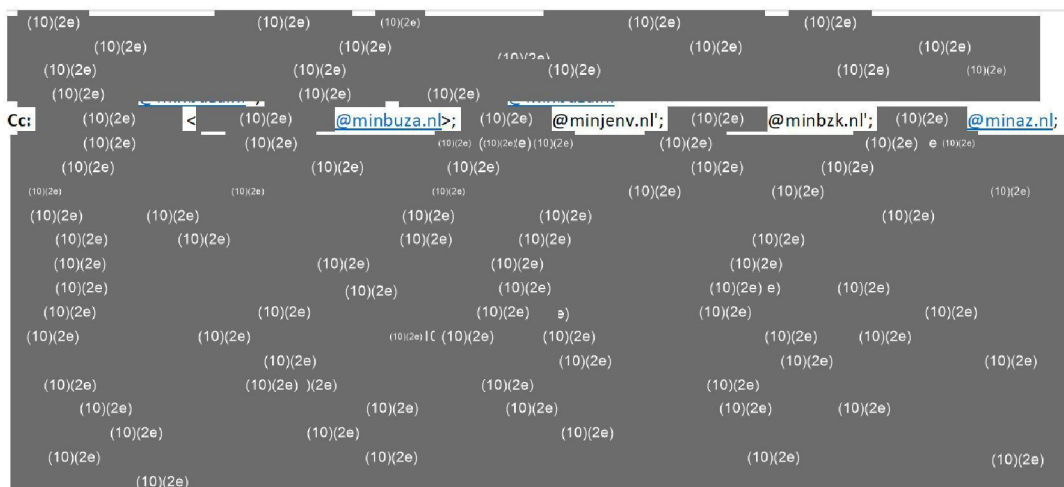 (10)(2e) (10)(2e) (10)(2e) (10)(2e) (10)(2e)
(10)(2e) (10)(2e) (10)(2e) (10)(2e)
(10)(2e) (10)(2e) (10)(2e) (10)(2e) (10)(2e)
(10)(2e) (10)(2e) (10)(2e)
Cc: (10)(2e) < (10)(2e) @minbuza.nl>; (10)(2e) @minjenv.nl'; (10)(2e) @minbzk.nl'; (10)(2e) @minaz.nl;
(10)(2e) (10)(2e) (10)(2e) (10)(2e) (10)(2e) (10)(2e) (10)(2e) e (10)(2e)
(10)(2e) (10)(2e) (10)(2e) (10)(2e) (10)(2e)
(10)(2e) (10)(2e) (10)(2e) (10)(2e) (10)(2e) (10)(2e)
(10)(2e) (10)(2e) (10)(2e) (10)(2e) (10)(2e)
(10)(2e) (10)(2e) (10)(2e) (10)(2e) (10)(2e)
(10)(2e) (10)(2e) (10)(2e) (10)(2e)
(10)(2e) (10)(2e) (10)(2e) (10)(2e) e) (10)(2e)
(10)(2e) (10)(2e) (10)(2e) e) (10)(2e) (10)(2e)
(10)(2e) (10)(2e) (10)(2e) (10)(2e) (10)(2e) (10)(2e) (10)(2e)
(10)(2e) (10)(2e) (10)(2e) (10)(2e)
(10)(2e) (10)(2e) )(2e) (10)(2e) (10)(2e)
(10)(2e) (10)(2e) (10)(2e) (10)(2e) (10)(2e)
(10)(2e) (10)(2e) (10)(2e)
(10)(2e) (10)(2e) (10)(2e) (10)(2e)
(10)(2e)